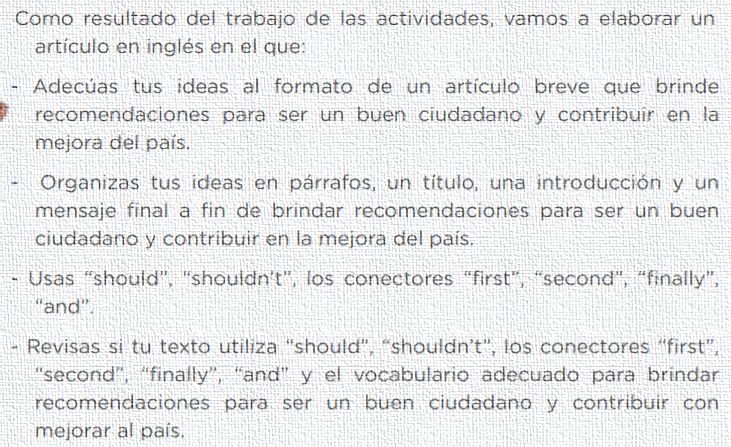 Como resultado del trabajo de las actividades, vamos a elaborar un
artículo en inglés en el que:
- Adecúas tus ideas al formato de un artículo breve que brinde
recomendaciones para ser un buen ciudadano y contribuir en la
mejora del país.
- Organizas tus ideas en párrafos, un título, una introducción y un
mensaje final a fin de brindar recomendaciones para ser un buen
ciudadano y contribuir en la mejora del país.
- Usas “should”, “shouldn’t”, los conectores “first”, “second”, “finally”,
“and”.
- Revisas si tu texto utiliza “should”, “shouldn’t”, los conectores “first”,
“second”, “finally”, “and” y el vocabulario adecuado para brindar
recomendaciones para ser un buen ciudadano y contribuir con
mejorar al país.